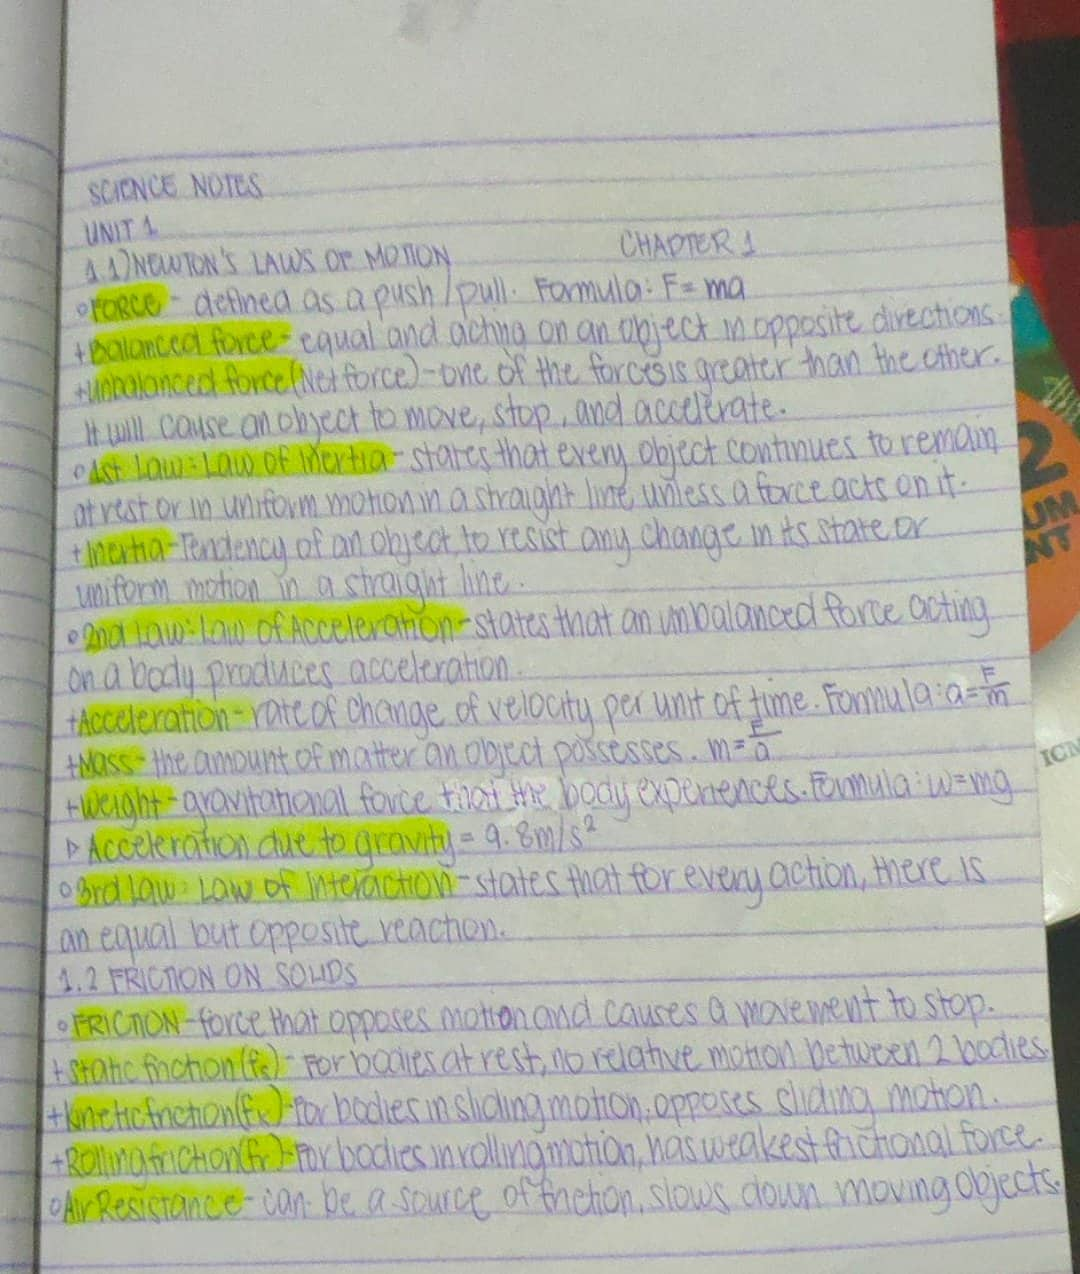 SCIENCE NOTES
UNIT 1
CHAPTER 1
1.1) NEWTON'S LAWS OF MOTION
◦ FORCE - defined as a push/pull. Formula: F = ma
+ Balanced force - equal and acting on an object in opposite directions.
+ Unbalanced force (Net force) - one of the forces is greater than the other.
It will cause an object to move, stop, and accelerate.
◦ 1st Law: Law of Inertia - states that every object continues to remain
at rest or in uniform motion in a straight line, unless a force acts on it.
+ Inertia - Tendency of an object to resist any change in its state or
uniform motion in a straight line.
◦ 2nd Law: Law of Acceleration - states that an unbalanced force acting
on a body produces acceleration.
+ Acceleration - rate of change of velocity per unit of time. Formula: a = F/m
+ Mass - the amount of matter an object possesses. m = F/a
+ Weight - gravitational force that the body experiences. Formula: w = mg
▹ Acceleration due to gravity = 9.8m/s²
◦ 3rd Law: Law of Interaction - states that for every action, there is
an equal but opposite reaction.
1.2 FRICTION ON SOLIDS
◦ FRICTION - force that opposes motion and causes a movement to stop.
+ Static friction (fs) - For bodies at rest, no relative motion between 2 bodies.
+ Kinetic friction (fk) - For bodies in sliding motion, opposes sliding motion.
+ Rolling friction (fr) - For bodies in rolling motion, has weakest frictional force.
◦ Air Resistance - can be a source of friction, slows down moving objects.
2
UM
NT